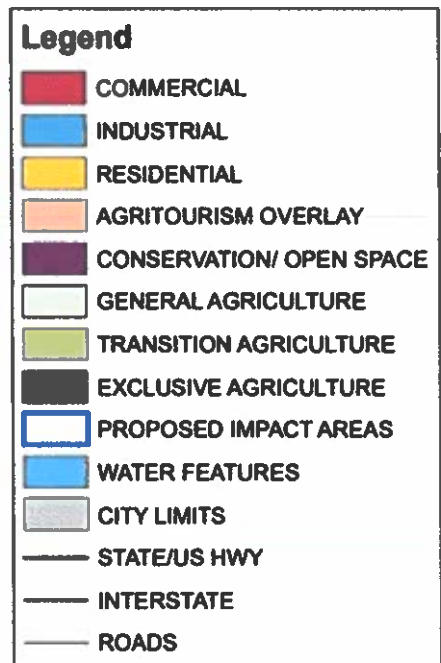 Legend
COMMERCIAL
INDUSTRIAL
RESIDENTIAL
AGRITOURISM OVERLAY
CONSERVATION/ OPEN SPACE
GENERAL AGRICULTURE
TRANSITION AGRICULTURE
EXCLUSIVE AGRICULTURE
PROPOSED IMPACT AREAS
WATER FEATURES
CITY LIMITS
STATE/US HWY
INTERSTATE
ROADS